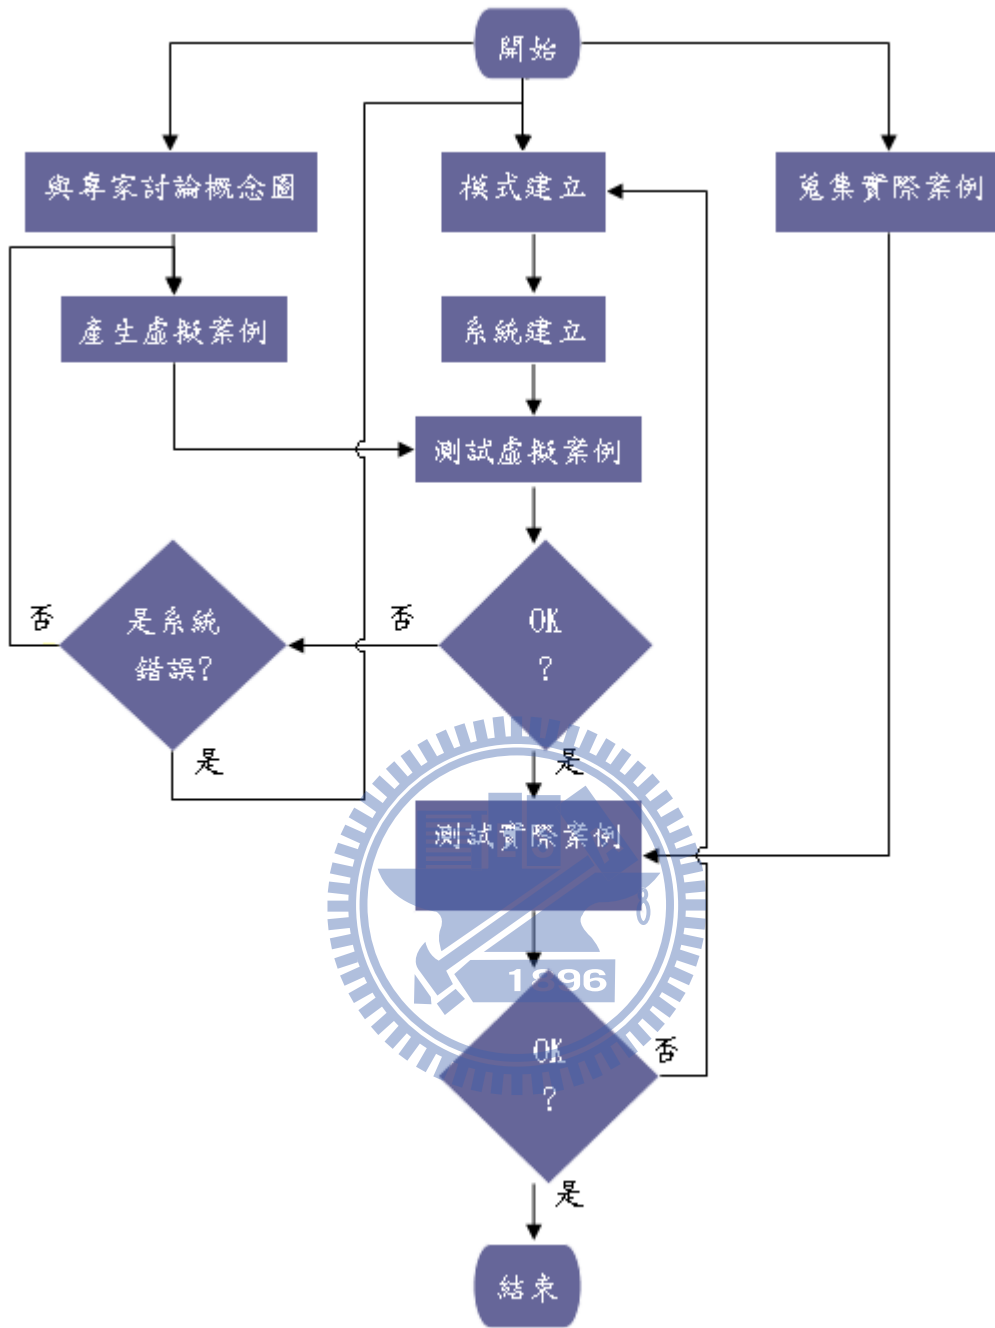 開始
與專家討論概念圖
模式建立
蒐集實際案例
產生虛擬案例
系統建立
測試虛擬案例
否
是系統
錯誤?
否
OK
?
是
是
測試實際案例
1896
OK
?
否
是
結束